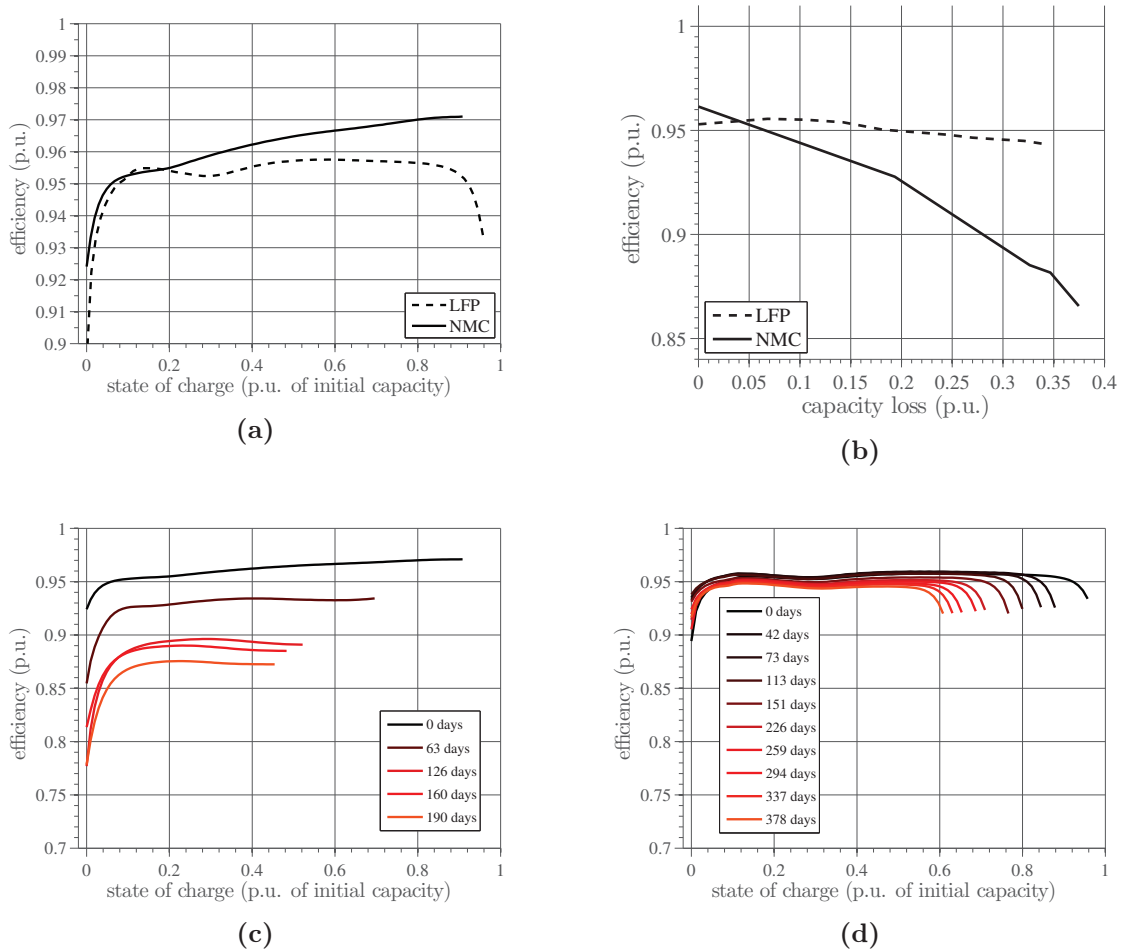 1
0.99
0.98
0.97
0.96
0.95
0.94
0.93
0.92
0.91
0.9
efficiency (p.u.)
LFP
NMC
0 0.2 0.4 0.6 0.8 1
state of charge (p.u. of initial capacity)
(a)
0.95
0.9
0.85
efficiency (p.u.)
LFP
NMC
0 0.05 0.1 0.15 0.2 0.25 0.3 0.35 0.4
capacity loss (p.u.)
(b)
1
0.95
0.9
0.85
0.8
0.75
0.7
efficiency (p.u.)
0 days
63 days
126 days
160 days
190 days
0 0.2 0.4 0.6 0.8 1
state of charge (p.u. of initial capacity)
(c)
1
0.95
0.9
0.85
0.8
0.75
0.7
efficiency (p.u.)
0 days
42 days
73 days
113 days
151 days
226 days
259 days
294 days
337 days
378 days
0 0.2 0.4 0.6 0.8 1
state of charge (p.u. of initial capacity)
(d)